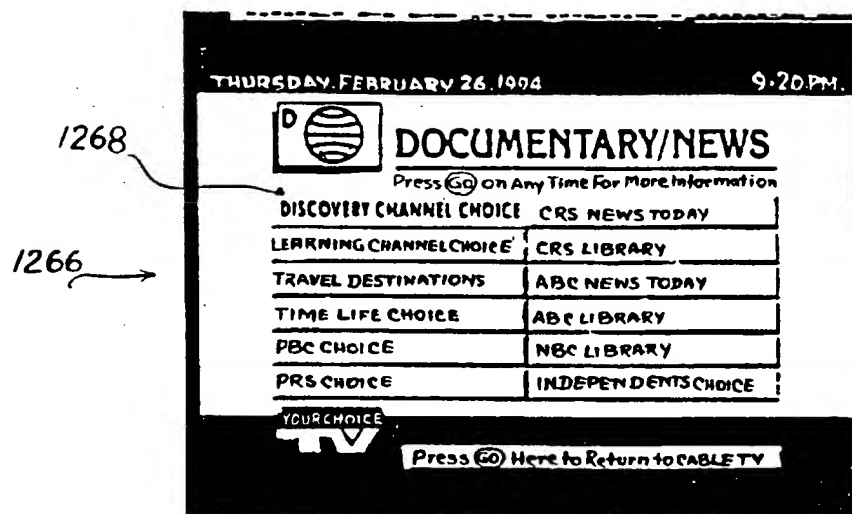 THURSDAY. FEBRUARY 26. 1994 9:20 P.M.
1268
D
DOCUMENTARY/NEWS
Press GO on Any Time For More Information
DISCOVERY CHANNEL CHOICE CRS NEWS TODAY
LEARNING CHANNEL CHOICE CRS LIBRARY
1266
TRAVEL DESTINATIONS ABC NEWS TODAY
TIME LIFE CHOICE ABC LIBRARY
PBC CHOICE NBC LIBRARY
PRS CHOICE INDEPENDENTS CHOICE
YOUR CHOICE
TV
Press GO Here to Return to CABLE TV